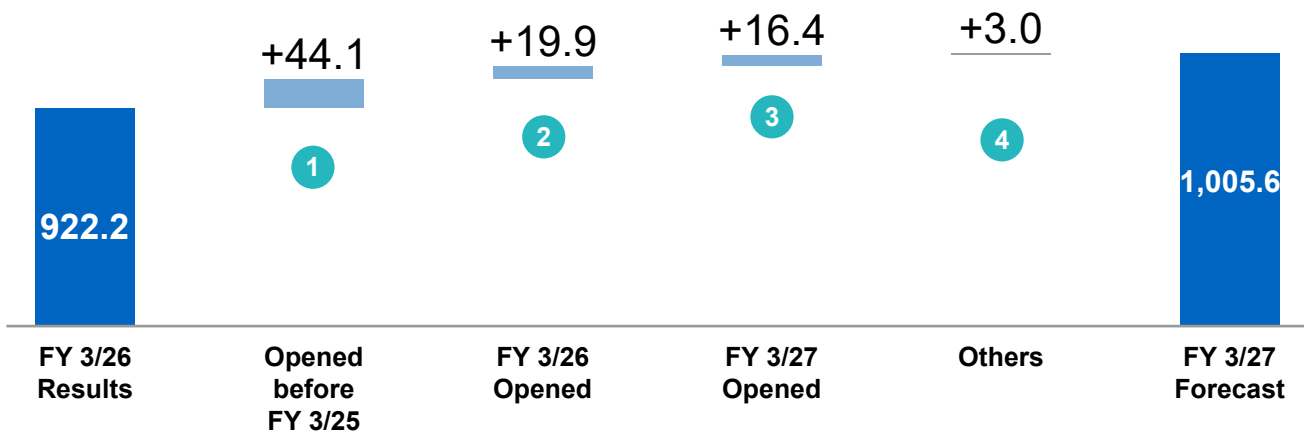 +44.1
+19.9
+16.4
+3.0
1
2
3
4
922.2
1,005.6
FY 3/26
Results
Opened
before
FY 3/25
FY 3/26
Opened
FY 3/27
Opened
Others
FY 3/27
Forecast